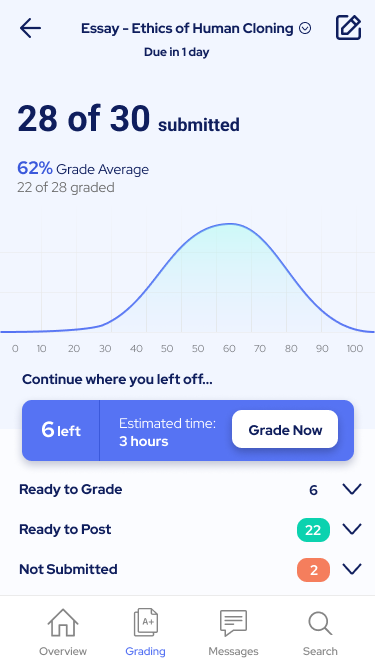 Essay - Ethics of Human Cloning
Due in 1 day
28 of 30 submitted
62% Grade Average
22 of 28 graded
0 10 20 30 40 50 50 60 70 80 90 100
Continue where you left off...
6 left
Estimated time:
3 hours
Grade Now
Ready to Grade 6
Ready to Post 22
Not Submitted 2
A+
Overview Grading Messages Search